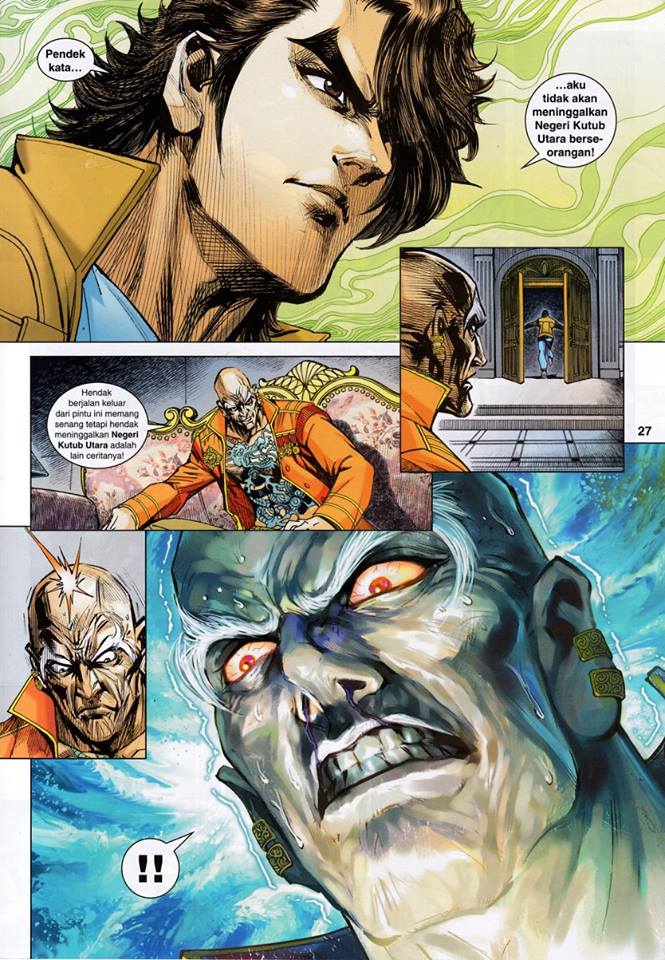 Pendek
kata...
...aku
tidak akan
meninggalkan
Negeri Kutub
Utara berse-
orangan!
Hendak
berjalan keluar
dari pintu ini memang
senang tetapi hendak
meninggalkan Negeri
Kutub Utara adalah
lain ceritanya!
27
!!